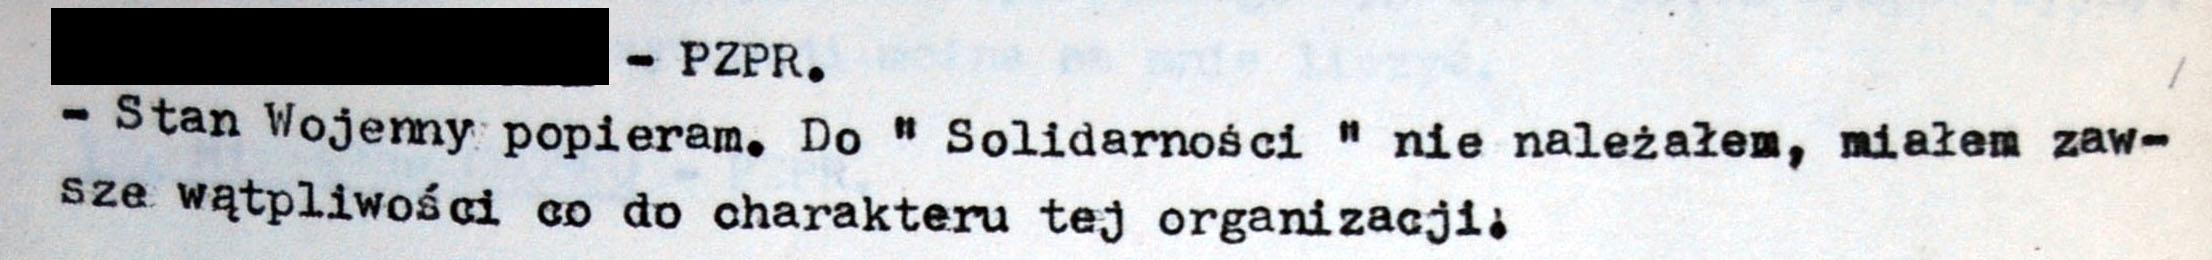 - PZPR.
- Stan Wojenny popieram. Do " Solidarności " nie należałem, miałem zaw-
sze wątpliwości co do charakteru tej organizacji.